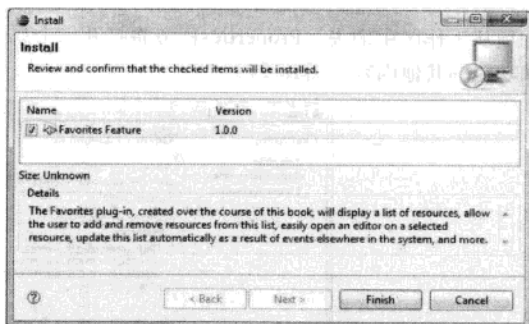 Install
Install
Review and confirm that the checked items will be installed.
Name Version
Favorites Feature 1.0.0
Size: Unknown
Details
The Favorites plug-in, created over the course of this book, will display a list of resources, allow
the user to add and remove resources from this list, easily open an editor on a selected
resource, update this list automatically as a result of events elsewhere in the system, and more.
? < Back Next > Finish Cancel